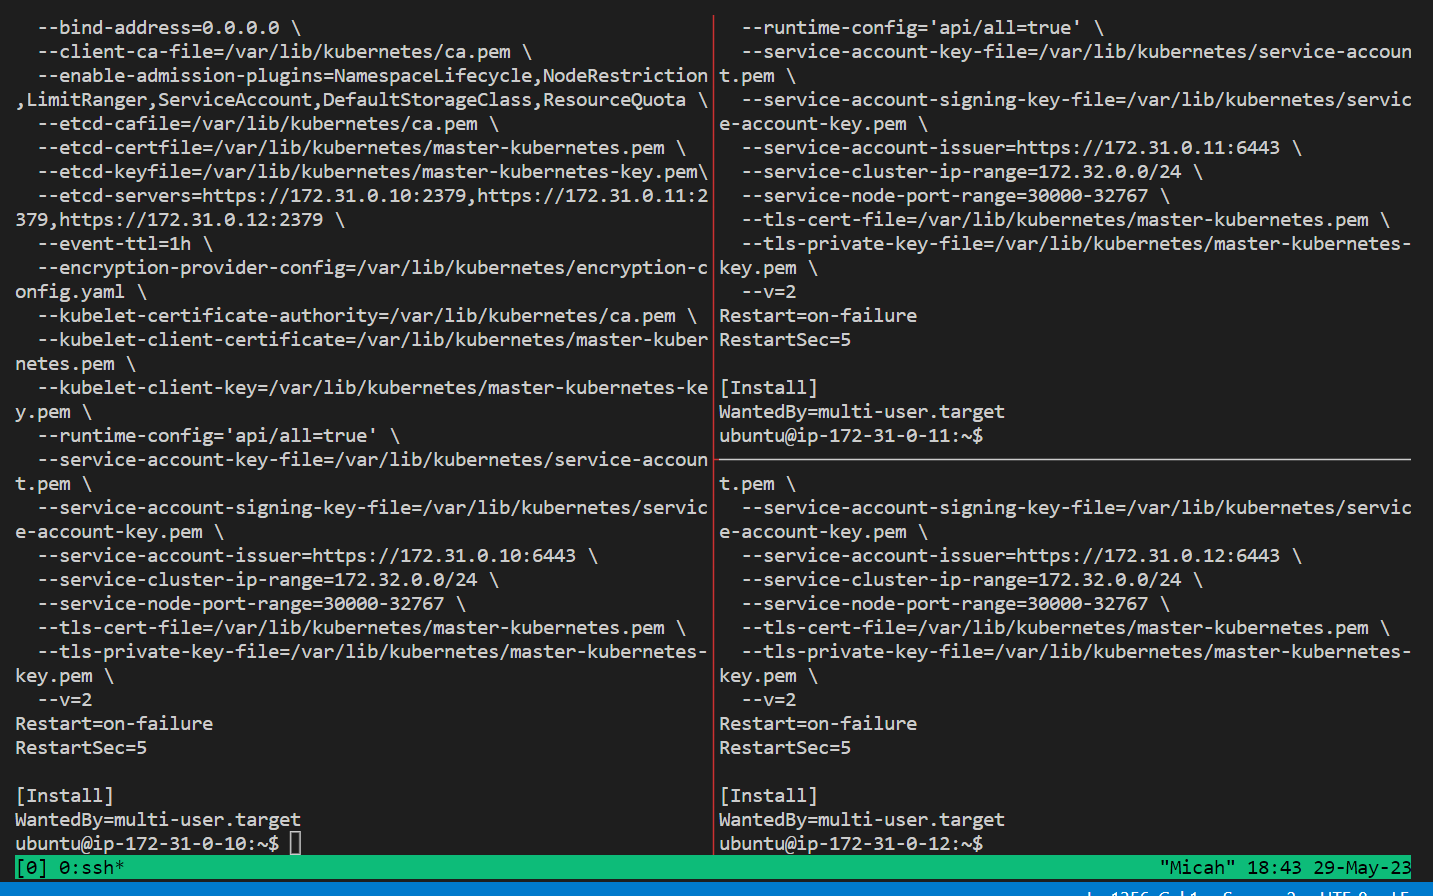 --bind-address=0.0.0.0 \
  --client-ca-file=/var/lib/kubernetes/ca.pem \
  --enable-admission-plugins=NamespaceLifecycle,NodeRestriction
,LimitRanger,ServiceAccount,DefaultStorageClass,ResourceQuota \
  --etcd-cafile=/var/lib/kubernetes/ca.pem \
  --etcd-certfile=/var/lib/kubernetes/master-kubernetes.pem \
  --etcd-keyfile=/var/lib/kubernetes/master-kubernetes-key.pem\
  --etcd-servers=https://172.31.0.10:2379,https://172.31.0.11:2
379,https://172.31.0.12:2379 \
  --event-ttl=1h \
  --encryption-provider-config=/var/lib/kubernetes/encryption-c
onfig.yaml \
  --kubelet-certificate-authority=/var/lib/kubernetes/ca.pem \
  --kubelet-client-certificate=/var/lib/kubernetes/master-kuber
netes.pem \
  --kubelet-client-key=/var/lib/kubernetes/master-kubernetes-ke
y.pem \
  --runtime-config='api/all=true' \
  --service-account-key-file=/var/lib/kubernetes/service-accoun
t.pem \
  --service-account-signing-key-file=/var/lib/kubernetes/servic
e-account-key.pem \
  --service-account-issuer=https://172.31.0.10:6443 \
  --service-cluster-ip-range=172.32.0.0/24 \
  --service-node-port-range=30000-32767 \
  --tls-cert-file=/var/lib/kubernetes/master-kubernetes.pem \
  --tls-private-key-file=/var/lib/kubernetes/master-kubernetes-
key.pem \
  --v=2
Restart=on-failure
RestartSec=5

[Install]
WantedBy=multi-user.target
ubuntu@ip-172-31-0-10:~$
  --runtime-config='api/all=true' \
  --service-account-key-file=/var/lib/kubernetes/service-accoun
t.pem \
  --service-account-signing-key-file=/var/lib/kubernetes/servic
e-account-key.pem \
  --service-account-issuer=https://172.31.0.11:6443 \
  --service-cluster-ip-range=172.32.0.0/24 \
  --service-node-port-range=30000-32767 \
  --tls-cert-file=/var/lib/kubernetes/master-kubernetes.pem \
  --tls-private-key-file=/var/lib/kubernetes/master-kubernetes-
key.pem \
  --v=2
Restart=on-failure
RestartSec=5

[Install]
WantedBy=multi-user.target
ubuntu@ip-172-31-0-11:~$
t.pem \
  --service-account-signing-key-file=/var/lib/kubernetes/servic
e-account-key.pem \
  --service-account-issuer=https://172.31.0.12:6443 \
  --service-cluster-ip-range=172.32.0.0/24 \
  --service-node-port-range=30000-32767 \
  --tls-cert-file=/var/lib/kubernetes/master-kubernetes.pem \
  --tls-private-key-file=/var/lib/kubernetes/master-kubernetes-
key.pem \
  --v=2
Restart=on-failure
RestartSec=5

[Install]
WantedBy=multi-user.target
ubuntu@ip-172-31-0-12:~$
[0] 0:ssh* "Micah" 18:43 29-May-23